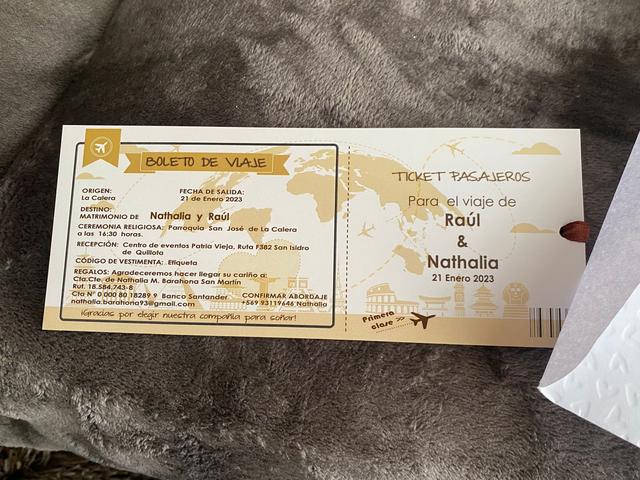 BOLETO DE VIAJE
ORIGEN:
La Calera
FECHA DE SALIDA:
21 de Enero 2023
DESTINO:
MATRIMONIO DE Nathalia y Raúl
CEREMONIA RELIGIOSA: Parroquia San José de La Calera
a las 16:30 horas.
RECEPCIÓN: Centro de eventos Patria Vieja, Ruta F382 San Isidro
de Quillota
CÓDIGO DE VESTIMENTA: Etiqueta
REGALOS: Agradeceremos hacer llegar su cariño a:
Cta.Cte. de Nathalia M. Barahona San Martín
Rut. 18.584.743-8
Cta N° 0 000 80 18289 9 Banco Santander
nathalia.barahona93@gmail.com
CONFIRMAR ABORDAJE
+569 93119646 Nathalia
¡Gracias por elegir nuestra compañía para soñar!
TICKET PASAJEROS
Para el viaje de
Raúl
&
Nathalia
21 Enero 2023
Primera
clase >>